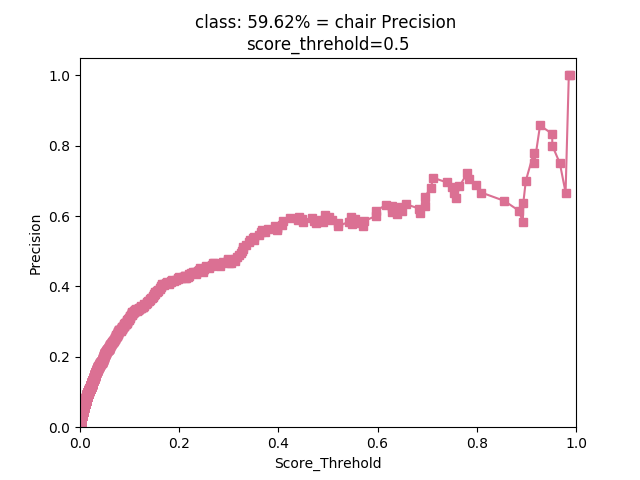 class: 59.62% = chair Precision
score_threhold=0.5
1.0
0.8
0.6
0.4
0.2
0.0
Precision
0.0 0.2 0.4 0.6 0.8 1.0
Score_Threhold